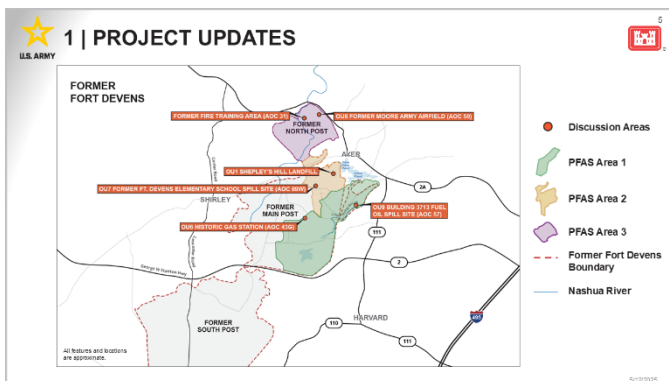 5
U.S. ARMY
1 | PROJECT UPDATES
FORMER
FORT DEVENS
FORMER FIRE TRAINING AREA (AOC 31)
OU8 FORMER MOORE ARMY AIRFIELD (AOC 50)
FORMER
NORTH POST
AYER
OU1 SHEPLEY'S HILL LANDFILL
OU7 FORMER FT. DEVENS ELEMENTARY SCHOOL SPILL SITE (AOC 69W)
2A
SHIRLEY
FORMER
MAIN POST
OU9 BUILDING 3713 FUEL
OIL SPILL SITE (AOC 57)
OU6 HISTORIC GAS STATION (AOC 43G)
111
2
FORMER
SOUTH POST
HARVARD
495
110
111
All features and locations
are approximate.
Discussion Areas
PFAS Area 1
PFAS Area 2
PFAS Area 3
Former Fort Devens
Boundary
Nashua River